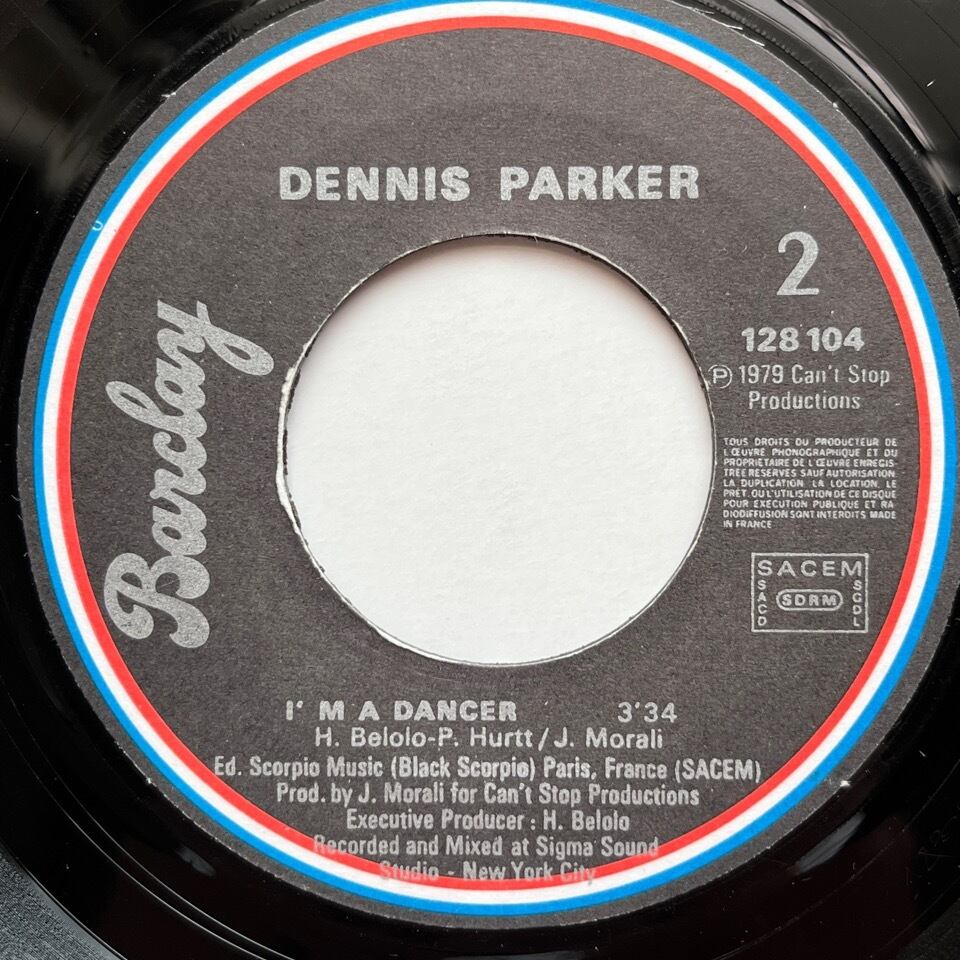 DENNIS PARKER
Barclay
2
128 104
Ⓟ 1979 Can't Stop
Productions
TOUS DROITS DU PRODUCTEUR DE
L'ŒUVRE PHONOGRAPHIQUE ET DU
PROPRIETAIRE DE L'ŒUVRE ENREGIS-
TREE RESERVES SAUF AUTORISATION
LA DUPLICATION, LA LOCATION, LE
PRÊT, OU L'UTILISATION DE CE DISQUE
POUR EXECUTION PUBLIQUE ET RA
DIODIFFUSION SONT INTERDITS MADE
IN FRANCE
SACEM
SACD
SDRM
SGDL
I' M A DANCER 3'34
H. Belolo-P. Hurtt / J. Morali
Ed. Scorpio Music (Black Scorpio) Paris, France (SACEM)
Prod. by J. Morali for Can't Stop Productions
Executive Producer : H. Belolo
Recorded and Mixed at Sigma Sound
Studio - New York City